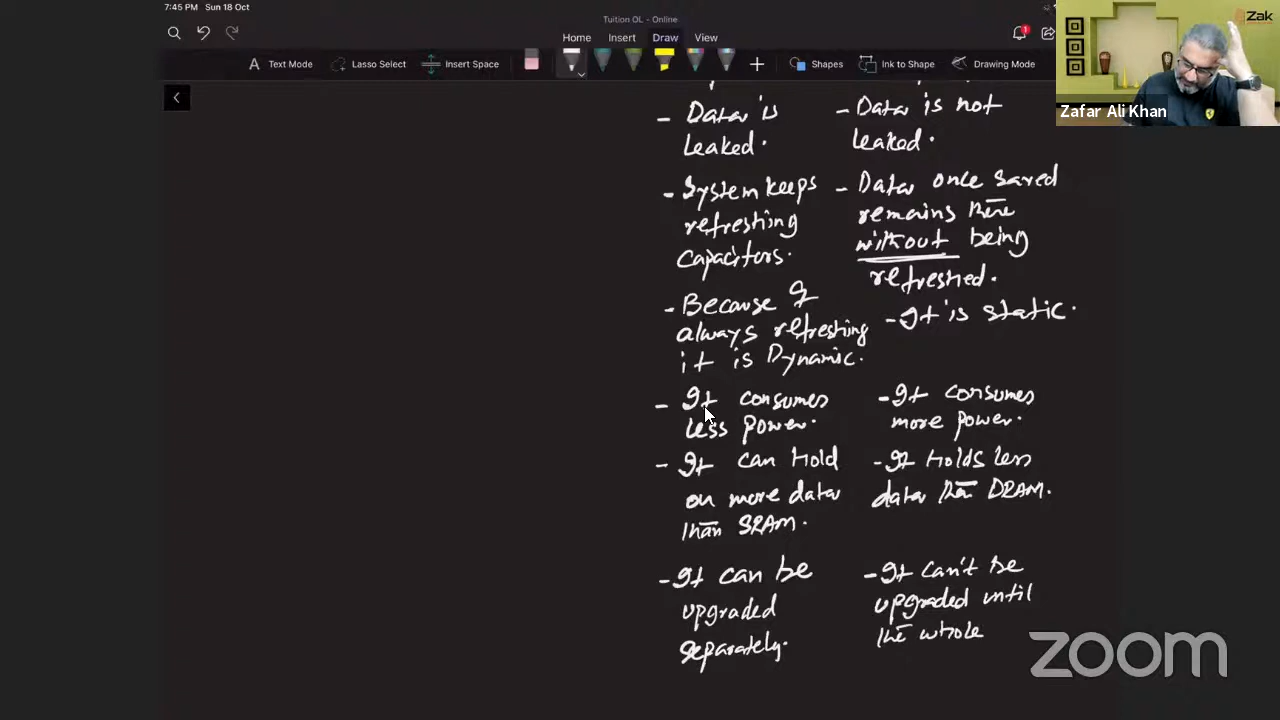 7:45 PM Sun 18 Oct
Tuition OL - Online
Home Insert Draw View
Text Mode Lasso Select Insert Space Shapes Ink to Shape Drawing Mode
Zak
Zafar Ali Khan
- Data is
leaked.
- System keeps
refreshing
capacitors.
- Because of
always refreshing
it is Dynamic.
- It consumes
less power.
- It can hold
on more data
than SRAM.
- It can be
upgraded
separately.
- Data is not
leaked.
- Data once saved
remains there
without being
refreshed.
- It is static.
- It consumes
more power.
- It holds less
data than DRAM.
- It can't be
upgraded until
the whole
zoom